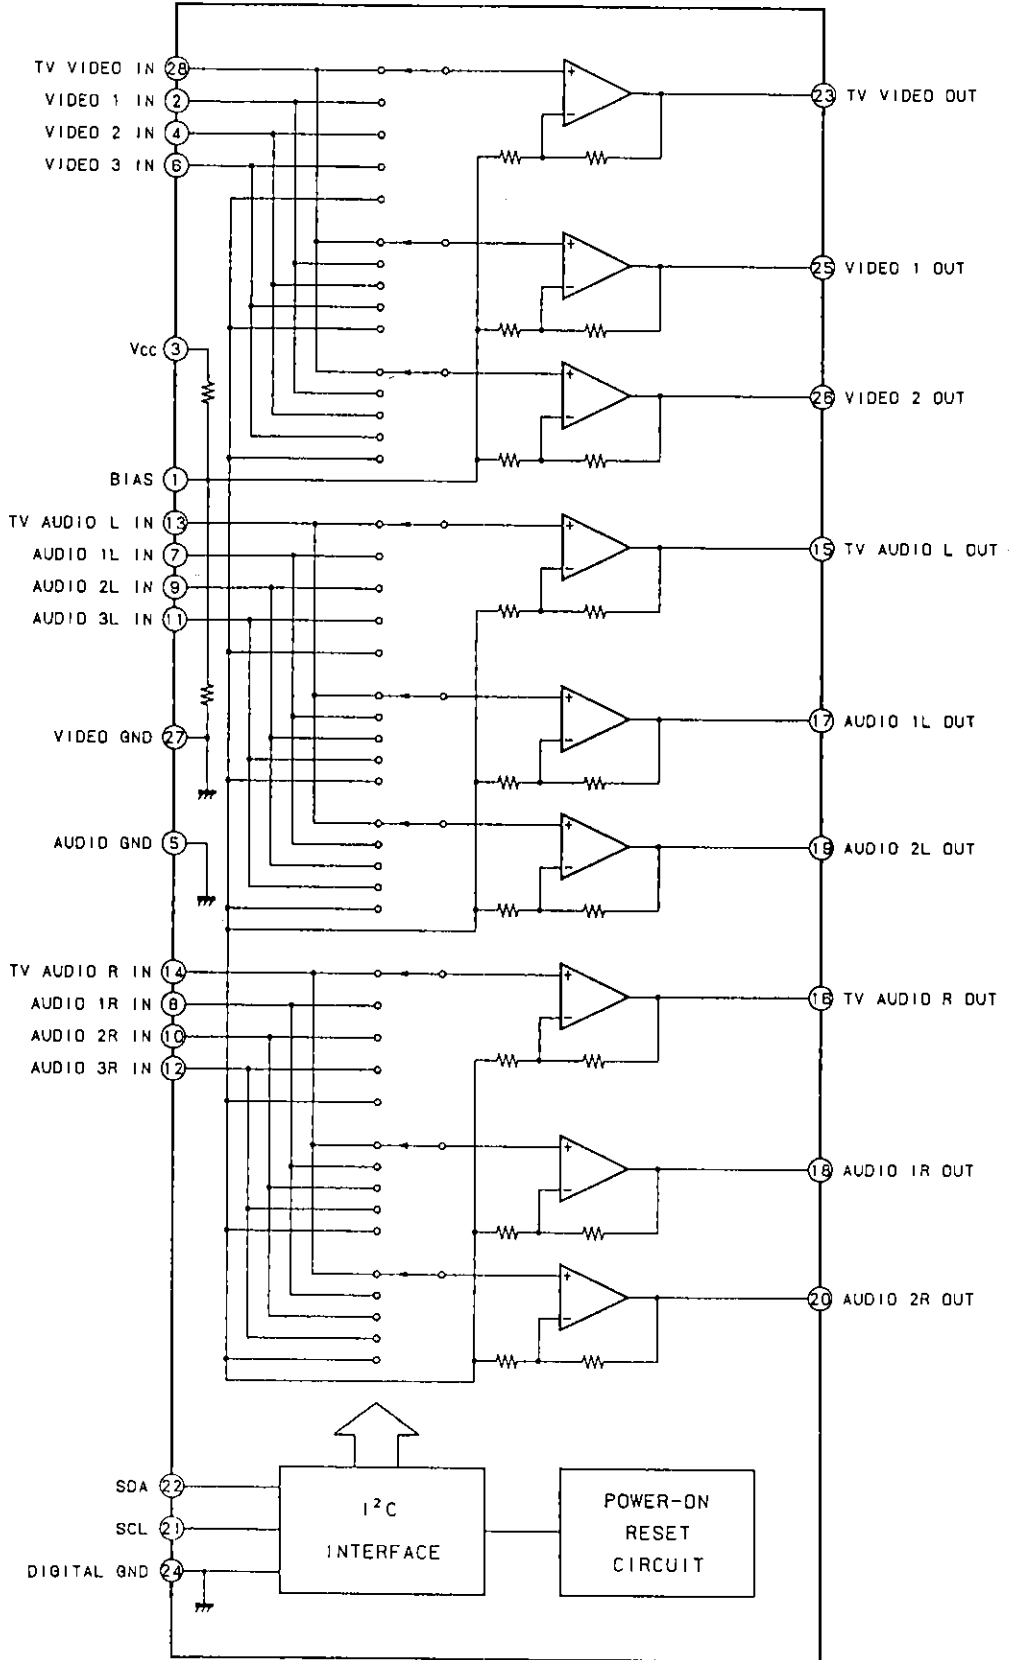 TV VIDEO IN 28
VIDEO 1 IN 2
VIDEO 2 IN 4
VIDEO 3 IN 6
+
−
23 TV VIDEO OUT
+
−
25 VIDEO 1 OUT
Vcc 3
+
−
26 VIDEO 2 OUT
BIAS 1
TV AUDIO L IN 13
AUDIO 1L IN 7
AUDIO 2L IN 9
AUDIO 3L IN 11
+
−
15 TV AUDIO L OUT
+
−
17 AUDIO 1L OUT
VIDEO GND 27
AUDIO GND 5
+
−
19 AUDIO 2L OUT
TV AUDIO R IN 14
AUDIO 1R IN 8
AUDIO 2R IN 10
AUDIO 3R IN 12
+
−
16 TV AUDIO R OUT
+
−
18 AUDIO 1R OUT
+
−
20 AUDIO 2R OUT
SDA 22
SCL 21
DIGITAL GND 24
I²C
INTERFACE
POWER-ON
RESET
CIRCUIT